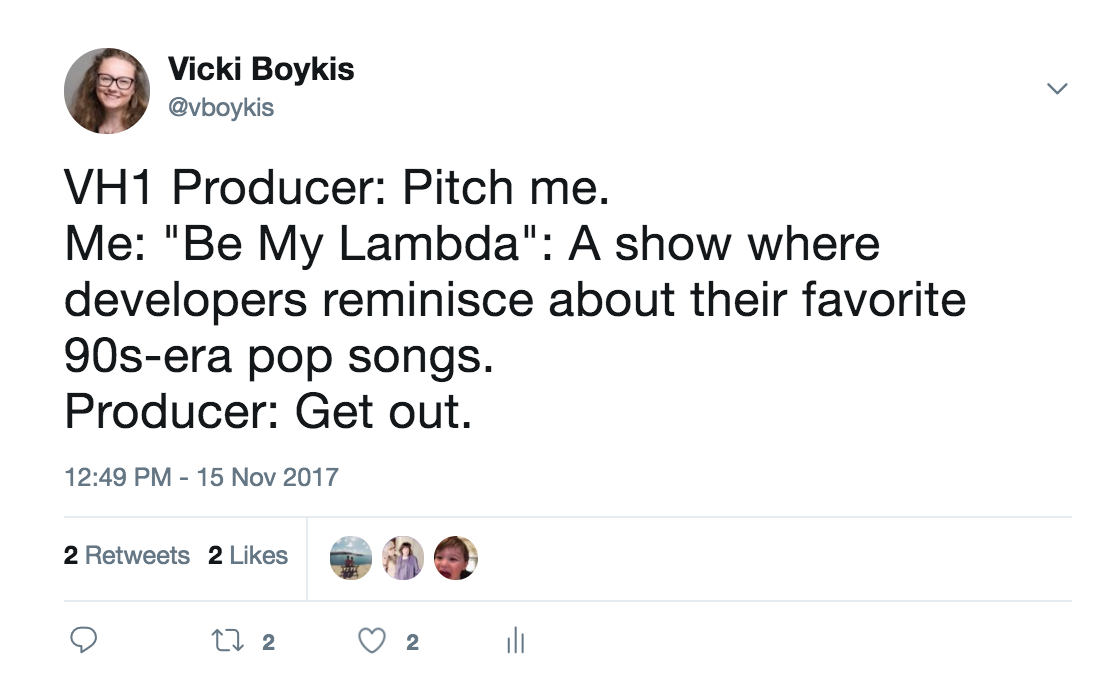 Vicki Boykis
@vboykis
VH1 Producer: Pitch me.
Me: "Be My Lambda": A show where
developers reminisce about their favorite
90s-era pop songs.
Producer: Get out.
12:49 PM - 15 Nov 2017
2 Retweets 2 Likes
2 2